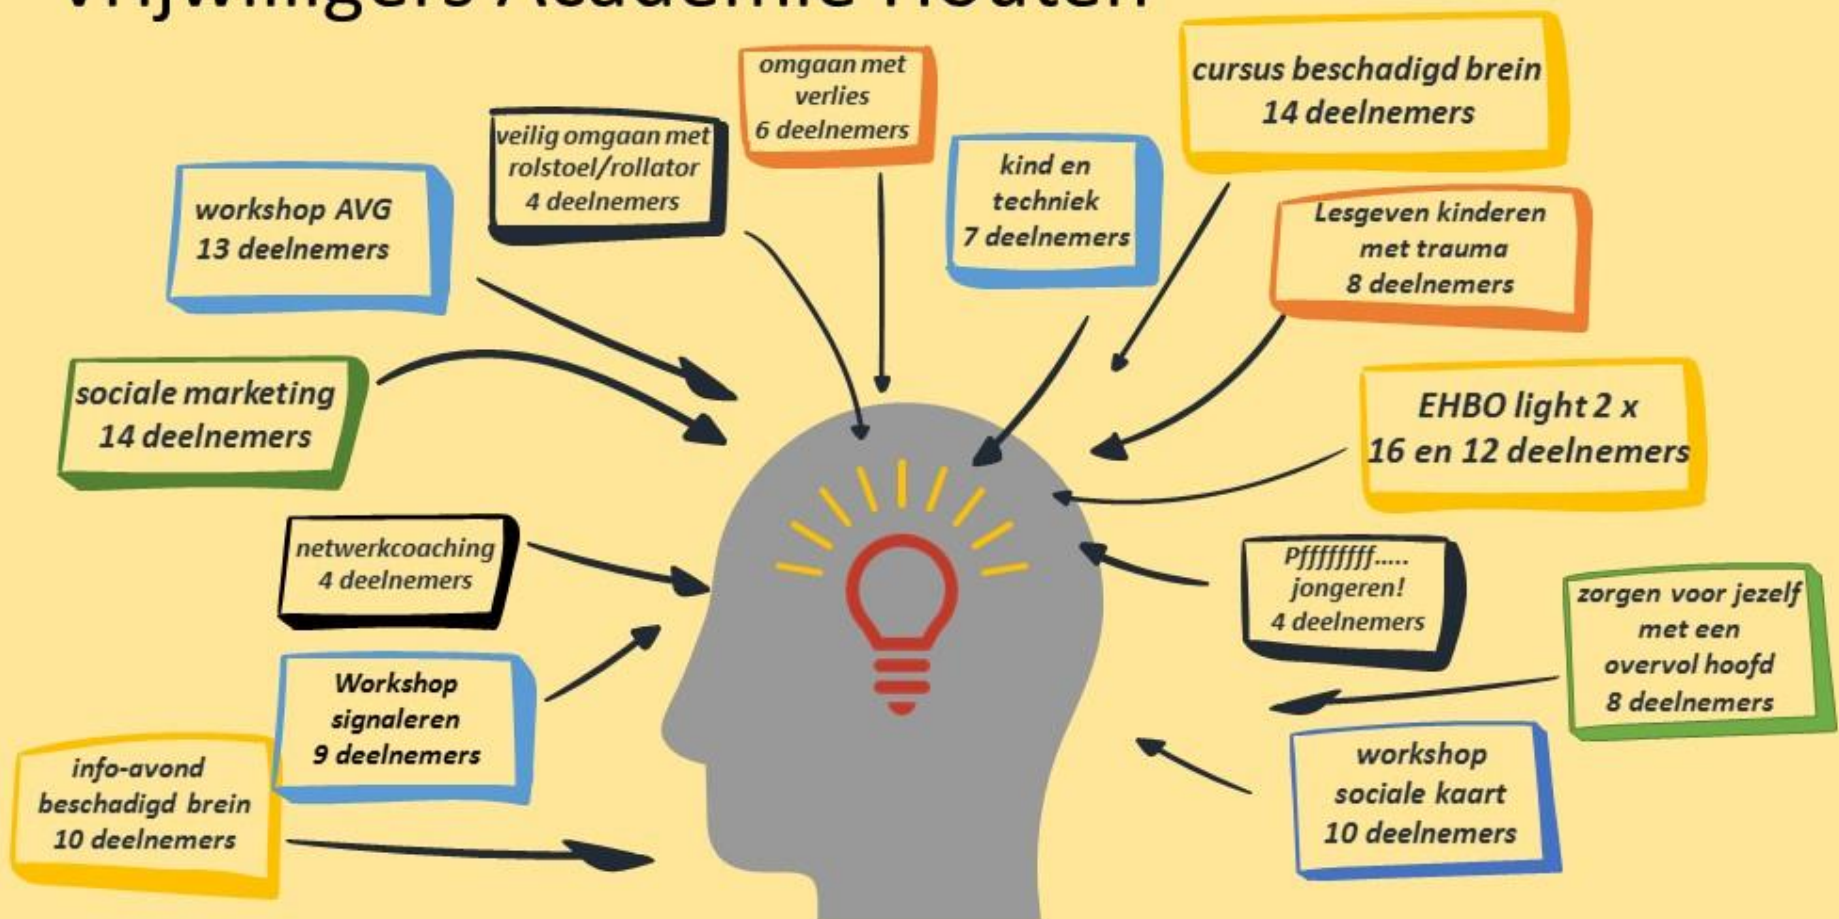 Vrijwilligers Academie Houten
omgaan met
verlies
6 deelnemers
cursus beschadigd brein
14 deelnemers
veilig omgaan met
rolstoel/rollator
4 deelnemers
kind en
techniek
7 deelnemers
workshop AVG
13 deelnemers
Lesgeven kinderen
met trauma
8 deelnemers
sociale marketing
14 deelnemers
EHBO light 2 x
16 en 12 deelnemers
netwerkcoaching
4 deelnemers
Pffffffff.....
jongeren!
4 deelnemers
zorgen voor jezelf
met een
overvol hoofd
8 deelnemers
Workshop
signaleren
9 deelnemers
info-avond
beschadigd brein
10 deelnemers
workshop
sociale kaart
10 deelnemers